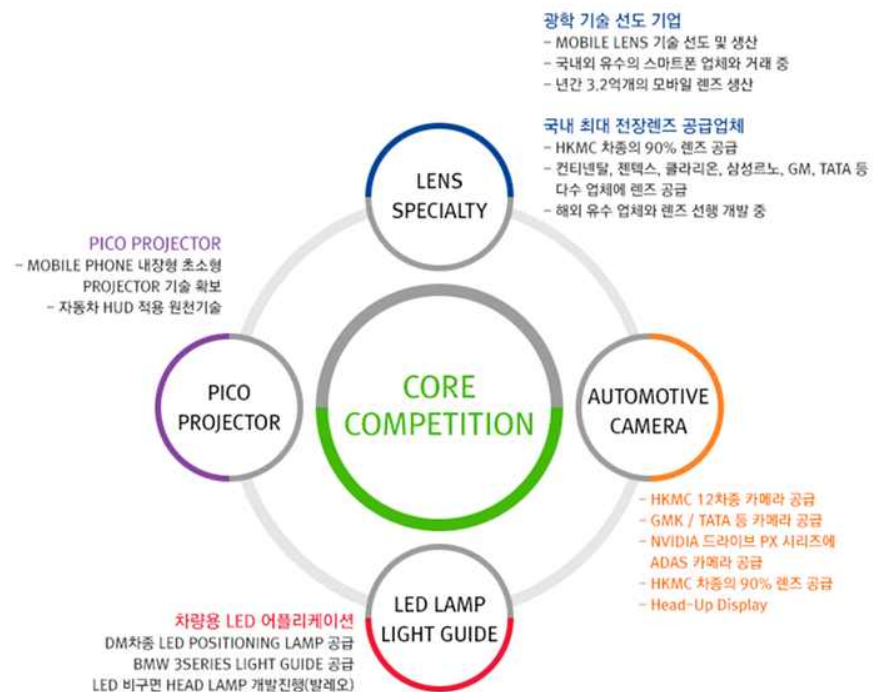 광학 기술 선도 기업
- MOBILE LENS 기술 선도 및 생산
- 국내외 유수의 스마트폰 업체와 거래 중
- 년간 3.2억개의 모바일 렌즈 생산
국내 최대 전장렌즈 공급업체
- HKMC 차종의 90% 렌즈 공급
- 컨티넨탈, 젠텍스, 클라리온, 삼성르노, GM, TATA 등
다수 업체에 렌즈 공급
- 해외 유수 업체와 렌즈 선행 개발 중
LENS
SPECIALTY
PICO PROJECTOR
- MOBILE PHONE 내장형 초소형
PROJECTOR 기술 확보
- 자동차 HUD 적용 원천기술
PICO
PROJECTOR
CORE
COMPETITION
AUTOMOTIVE
CAMERA
- HKMC 12차종 카메라 공급
- GMK / TATA 등 카메라 공급
- NVIDIA 드라이브 PX 시리즈에
ADAS 카메라 공급
- HKMC 차종의 90% 렌즈 공급
- Head-Up Display
LED LAMP
LIGHT GUIDE
차량용 LED 어플리케이션
DM차종 LED POSITIONING LAMP 공급
BMW 3SERIES LIGHT GUIDE 공급
LED 비구면 HEAD LAMP 개발진행(발레오)